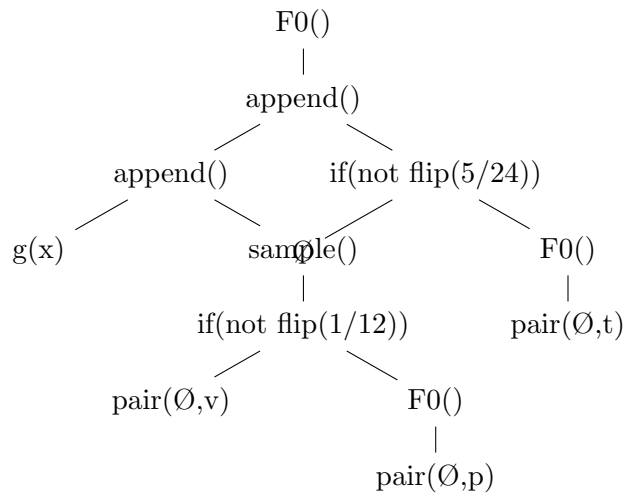 F0()
append()
append()
if(not flip(5/24))
g(x)
sample()
Ø
F0()
if(not flip(1/12))
pair(Ø,t)
pair(Ø,v)
F0()
pair(Ø,p)